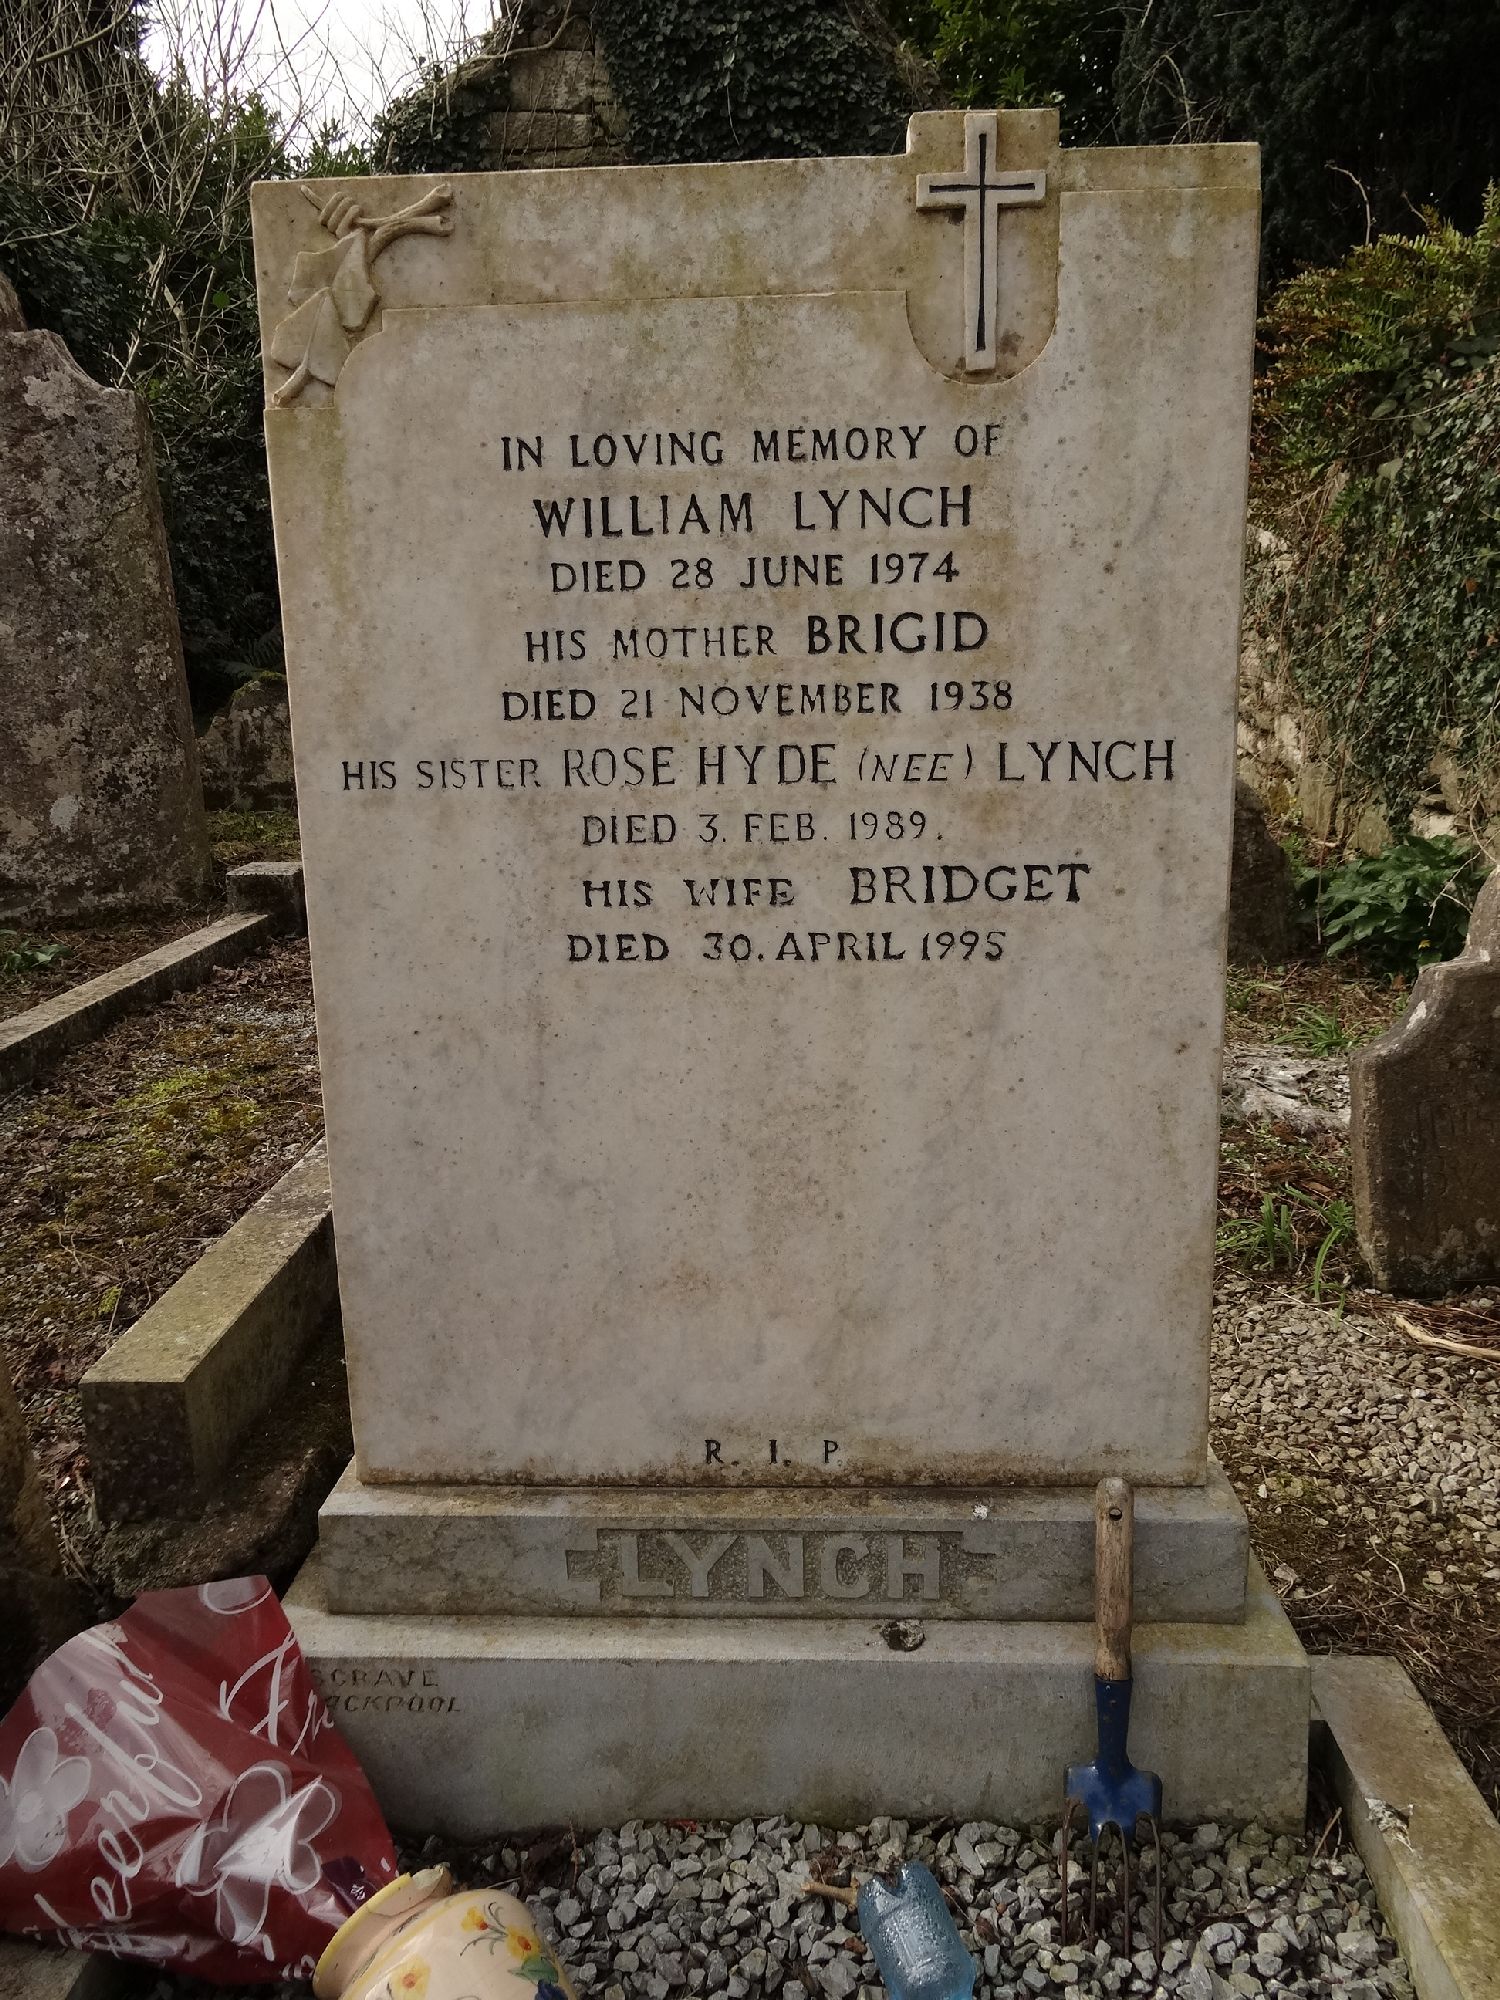 IN LOVING MEMORY OF
WILLIAM LYNCH
DIED 28 JUNE 1974
HIS MOTHER BRIGID
DIED 21 NOVEMBER 1938
HIS SISTER ROSE HYDE (NEE) LYNCH
DIED 3. FEB. 1989.
HIS WIFE BRIDGET
DIED 30. APRIL 1995
R. I. P.
LYNCH